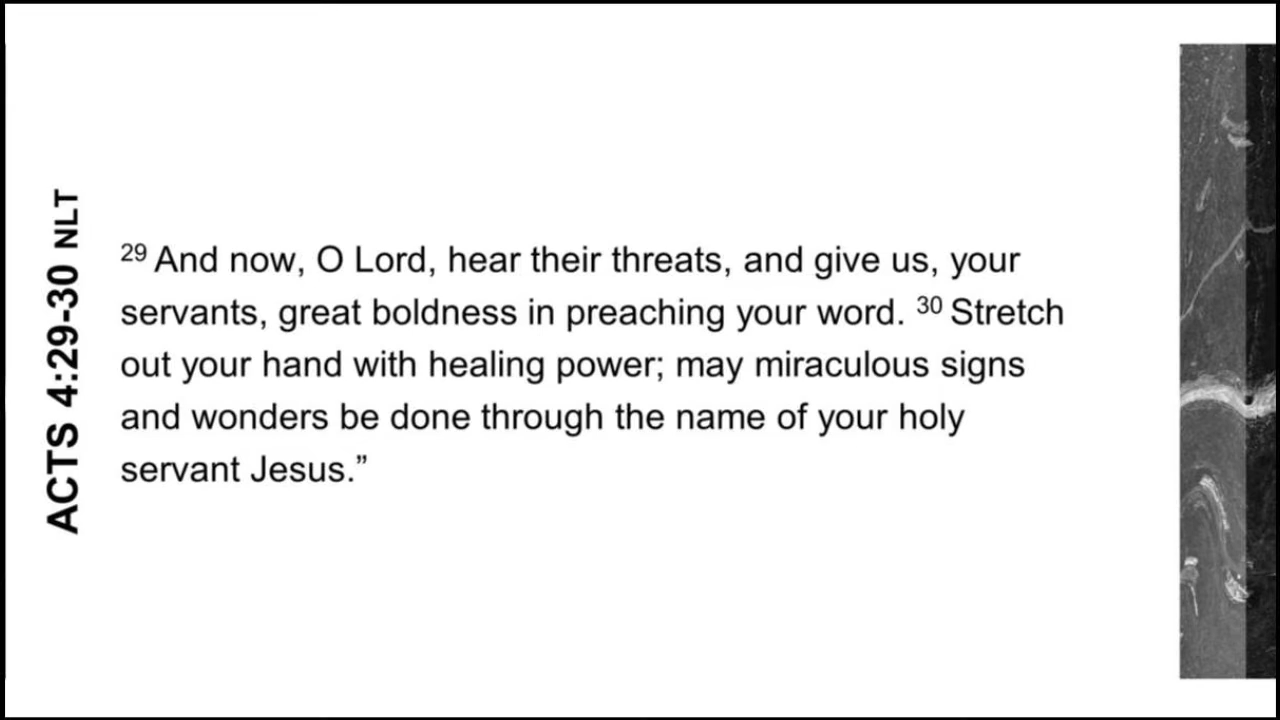 ACTS 4:29-30 NLT
29 And now, O Lord, hear their threats, and give us, your
servants, great boldness in preaching your word. 30 Stretch
out your hand with healing power; may miraculous signs
and wonders be done through the name of your holy
servant Jesus.”